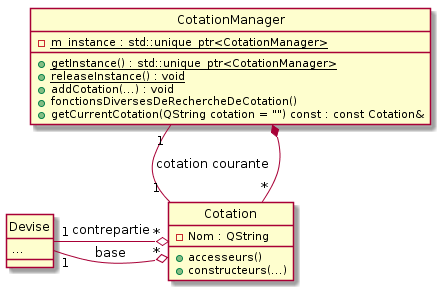 CotationManager
m_instance : std::unique_ptr<CotationManager>
getInstance() : std::unique_ptr<CotationManager>
releaseInstance() : void
addCotation(...) : void
fonctionsDiversesDeRechercheDeCotation()
getCurrentCotation(QString cotation = "") const : const Cotation&
1
cotation courante
1
*
Devise
...
1
contrepartie
*
base
*
1
Cotation
Nom : QString
accesseurs()
constructeurs(...)